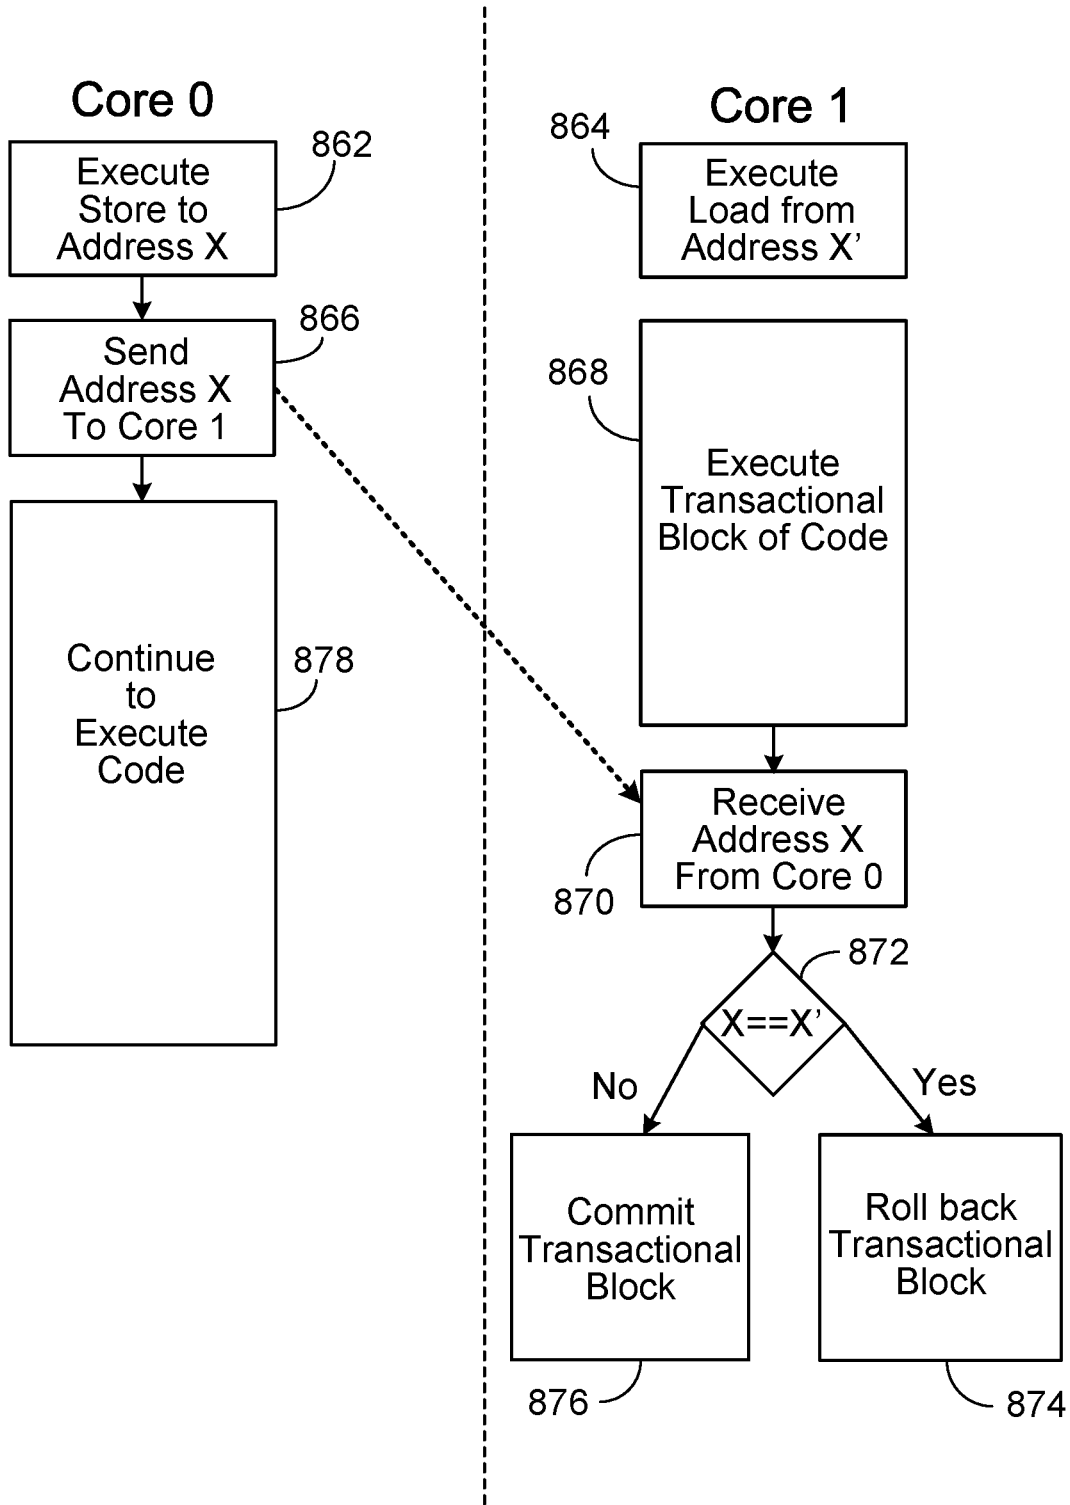 Core 0
862
Execute
Store to
Address X
866
Send
Address X
To Core 1
Continue
to
Execute
Code
878
Core 1
864
Execute
Load from
Address X’
868
Execute
Transactional
Block of Code
Receive
Address X
From Core 0
870
872
X==X’
No
Yes
Commit
Transactional
Block
876
Roll back
Transactional
Block
874